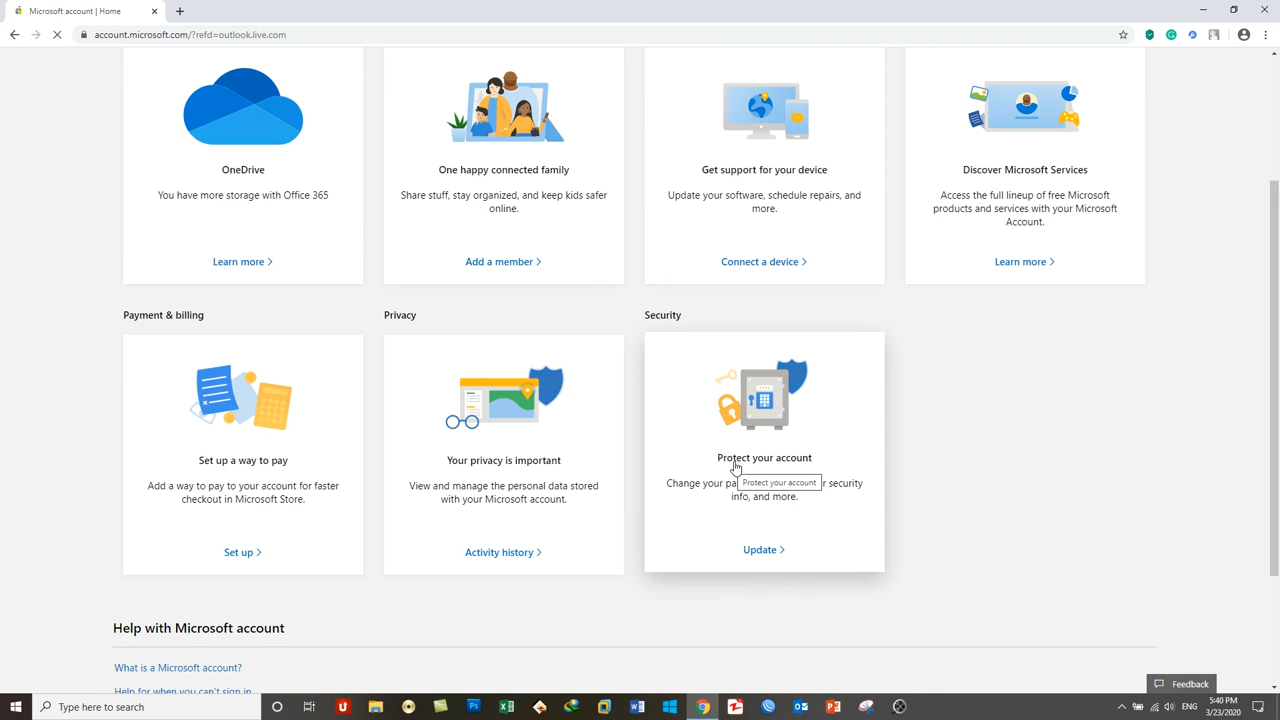 Microsoft account | Home
account.microsoft.com/?refd=outlook.live.com
OneDrive
You have more storage with Office 365
Learn more >
One happy connected family
Share stuff, stay organized, and keep kids safer
online.
Add a member >
Get support for your device
Update your software, schedule repairs, and
more.
Connect a device >
Discover Microsoft Services
Access the full lineup of free Microsoft
products and services with your Microsoft
Account.
Learn more >
Payment & billing
Set up a way to pay
Add a way to pay to your account for faster
checkout in Microsoft Store.
Set up >
Privacy
Your privacy is important
View and manage the personal data stored
with your Microsoft account.
Activity history >
Security
Protect your account
Protect your account
Change your pa r security
info, and more.
Update >
Help with Microsoft account
What is a Microsoft account?
Help for when you can't sign in
Feedback
Type here to search
5:40 PM
3/23/2020